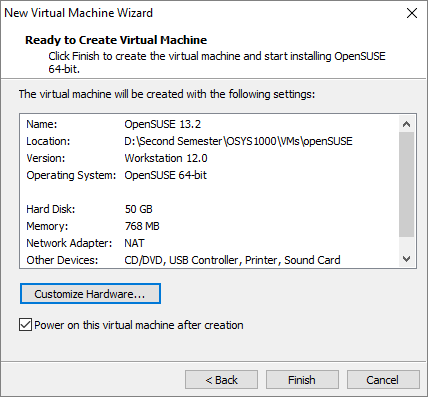 New Virtual Machine Wizard
Ready to Create Virtual Machine
Click Finish to create the virtual machine and start installing OpenSUSE
64-bit.
The virtual machine will be created with the following settings:
Name: OpenSUSE 13.2
Location: D:\Second Semester\OSYS1000\VMs\openSUSE
Version: Workstation 12.0
Operating System: OpenSUSE 64-bit
Hard Disk: 50 GB
Memory: 768 MB
Network Adapter: NAT
Other Devices: CD/DVD, USB Controller, Printer, Sound Card
Customize Hardware...
Power on this virtual machine after creation
< Back Finish Cancel